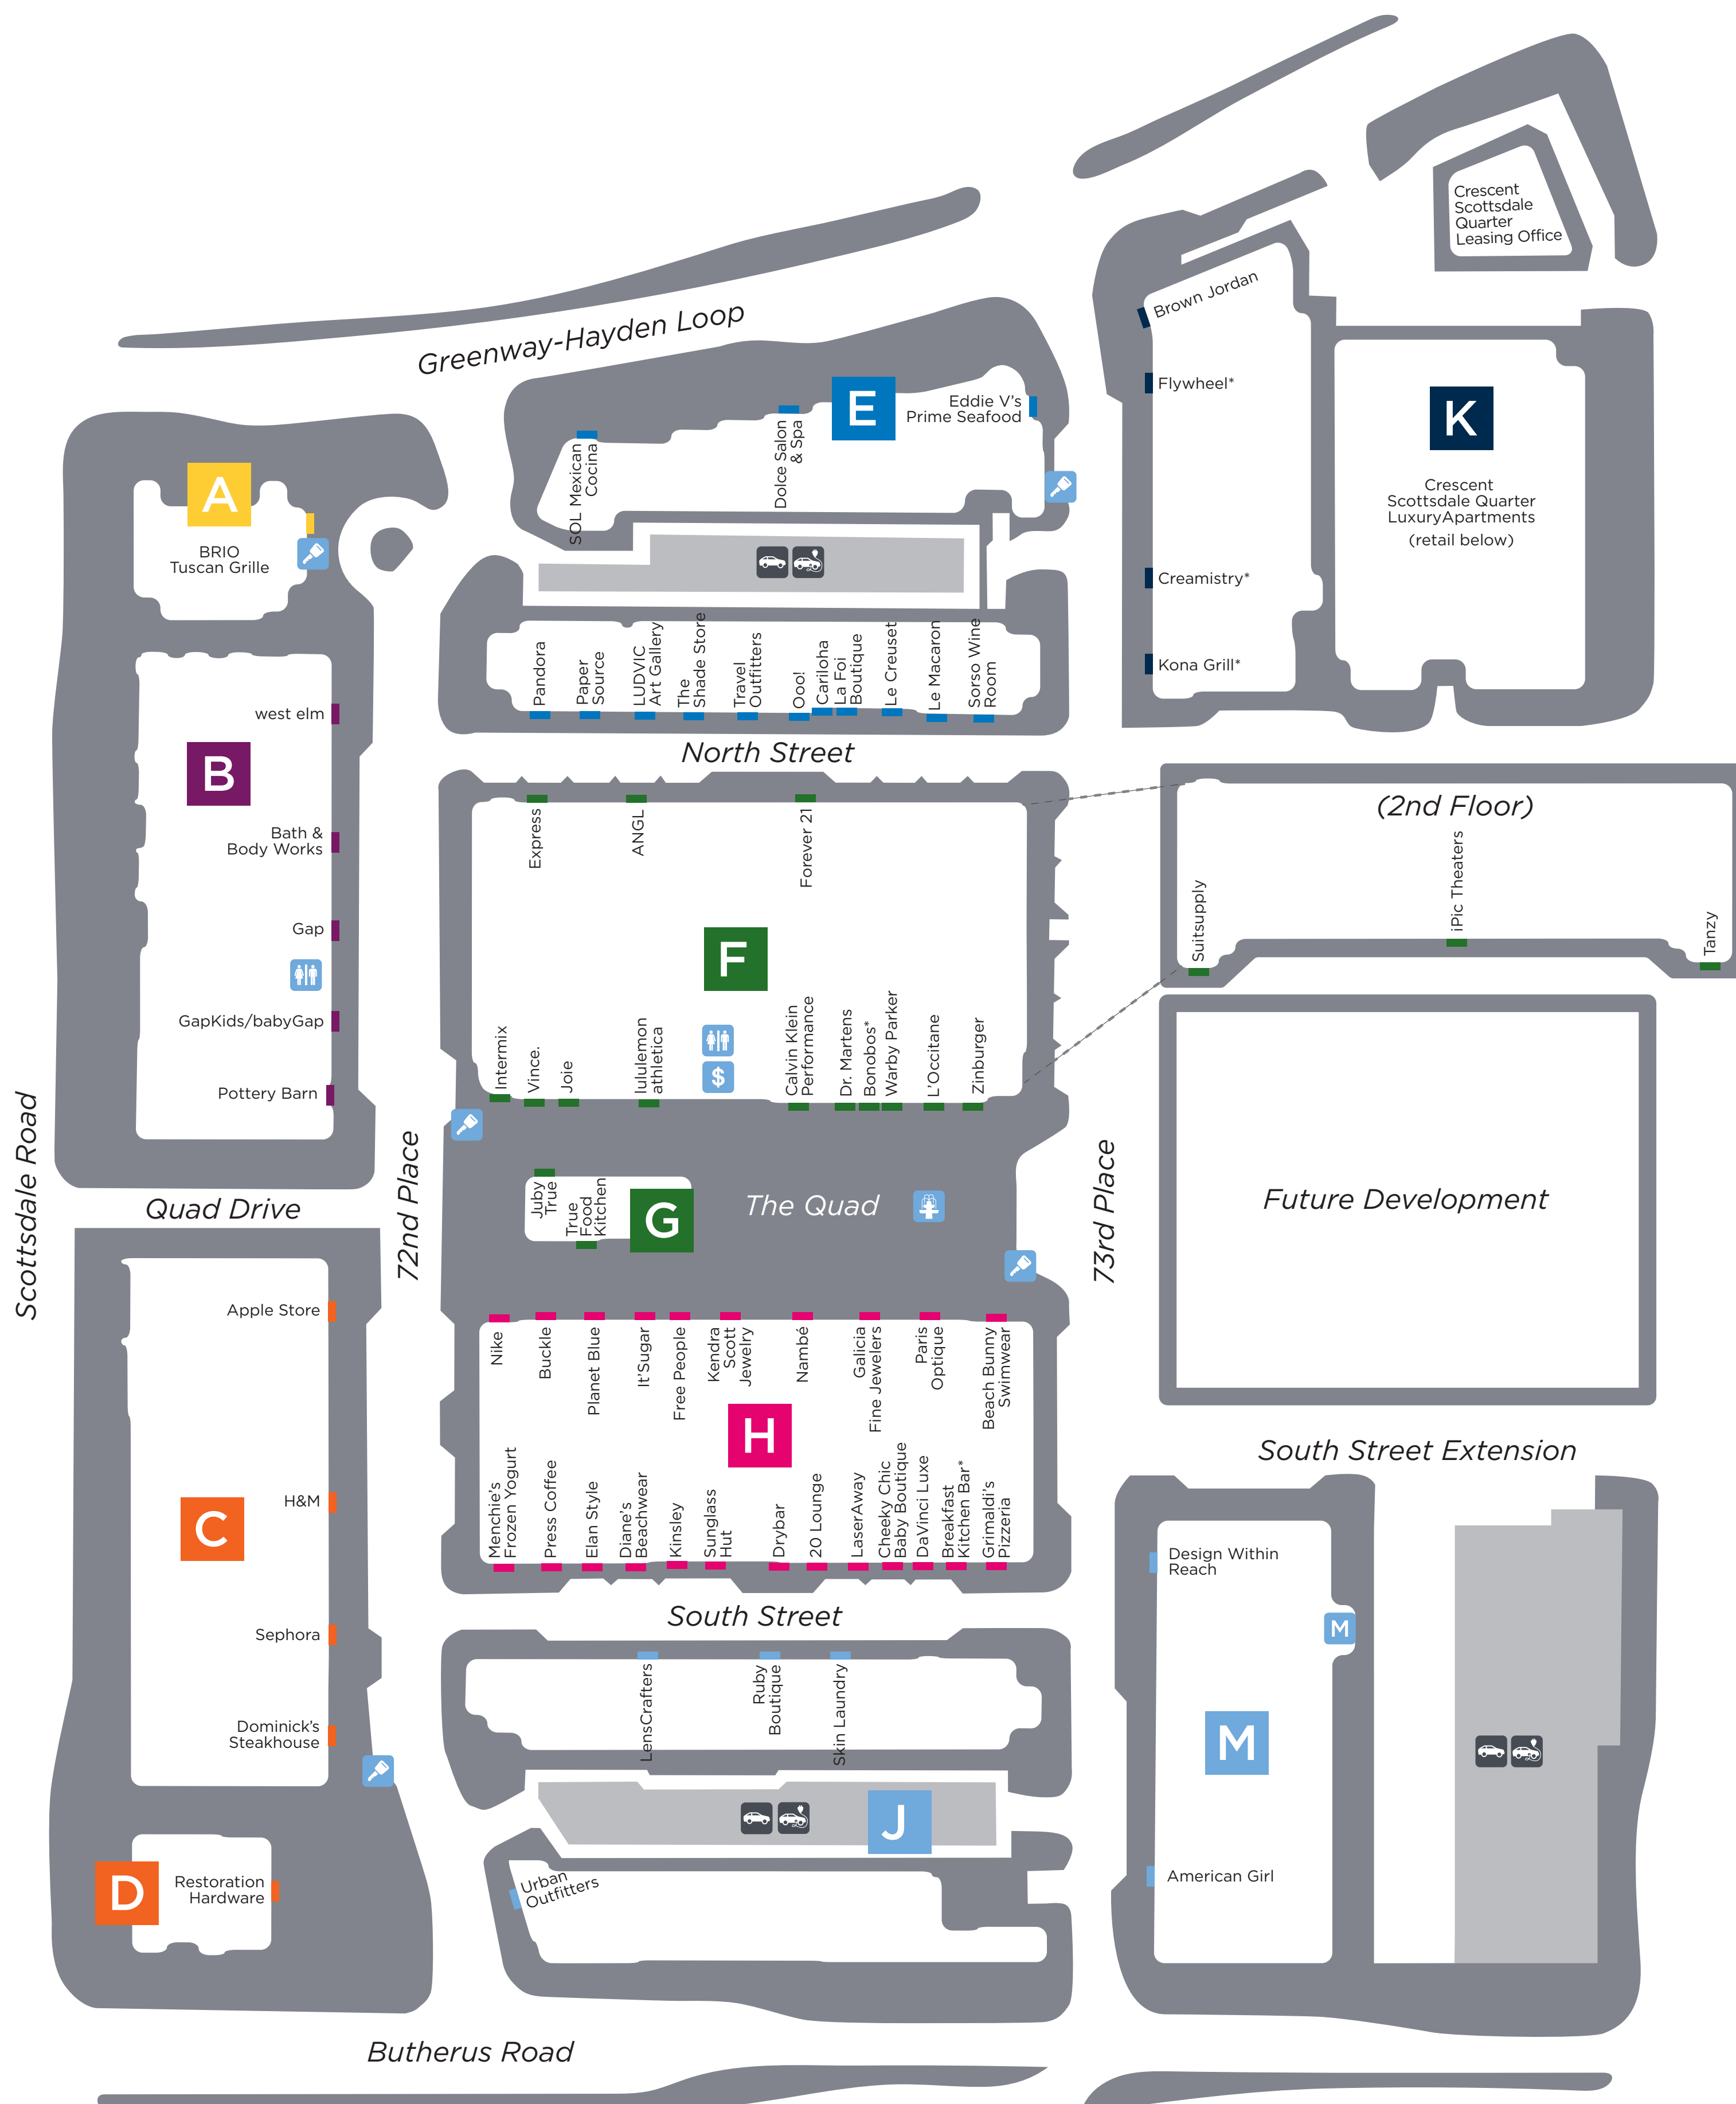 Crescent
Scottsdale
Quarter
Leasing Office
Brown Jordan
Greenway-Hayden Loop
Flywheel*
K
Crescent
Scottsdale Quarter
LuxuryApartments
(retail below)
Creamistry*
Kona Grill*
E
Eddie V's
Prime Seafood
SOL Mexican
Cocina
Dolce Salon
& Spa
A
BRIO
Tuscan Grille
Pandora
Paper
Source
LUDVIC
Art Gallery
The
Shade Store
Travel
Outfitters
Ooo!
Cariloha
La Foi
Boutique
Le Creuset
Le Macaron
Sorso Wine
Room
west elm
B
Bath &
Body Works
Gap
GapKids/babyGap
Pottery Barn
North Street
Express
ANGL
Forever 21
F
$
Intermix
Vince.
Joie
lululemon
athletica
Calvin Klein
Performance
Dr. Martens
Bonobos*
Warby Parker
L'Occitane
Zinburger
(2nd Floor)
Suitsupply
iPic Theaters
Tanzy
Scottsdale Road
Quad Drive
72nd Place
Juby
True
True
Food
Kitchen
G
The Quad
73rd Place
Future Development
Apple Store
H&M
C
Sephora
Dominick's
Steakhouse
Nike
Buckle
Planet Blue
It'Sugar
Free People
Kendra
Scott
Jewelry
Nambé
Galicia
Fine Jewelers
Paris
Optique
Beach Bunny
Swimwear
H
Menchie's
Frozen Yogurt
Press Coffee
Elan Style
Diane's
Beachwear
Kinsley
Sunglass
Hut
Drybar
20 Lounge
LaserAway
Cheeky Chic
Baby Boutique
DaVinci Luxe
Breakfast
Kitchen Bar*
Grimaldi's
Pizzeria
South Street Extension
South Street
Design Within
Reach
M
M
American Girl
LensCrafters
Ruby
Boutique
Skin Laundry
J
D
Restoration
Hardware
Urban
Outfitters
Butherus Road